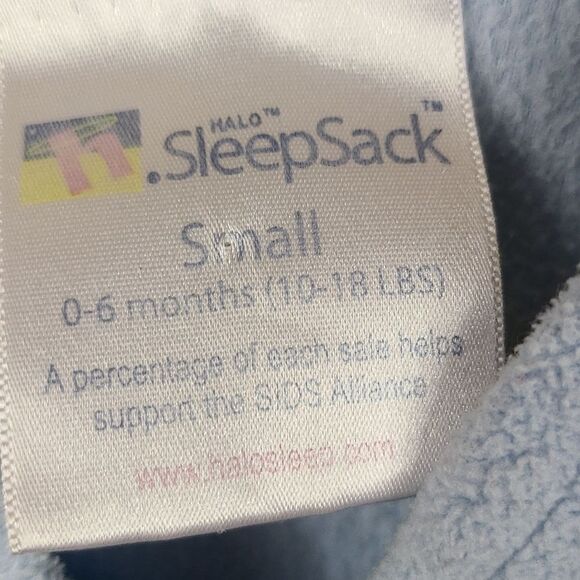 HALO™
.SleepSack™
Small
0-6 months (10-18 LBS)
A percentage of each sale helps
support the SIDS Alliance
www.halosleep.com